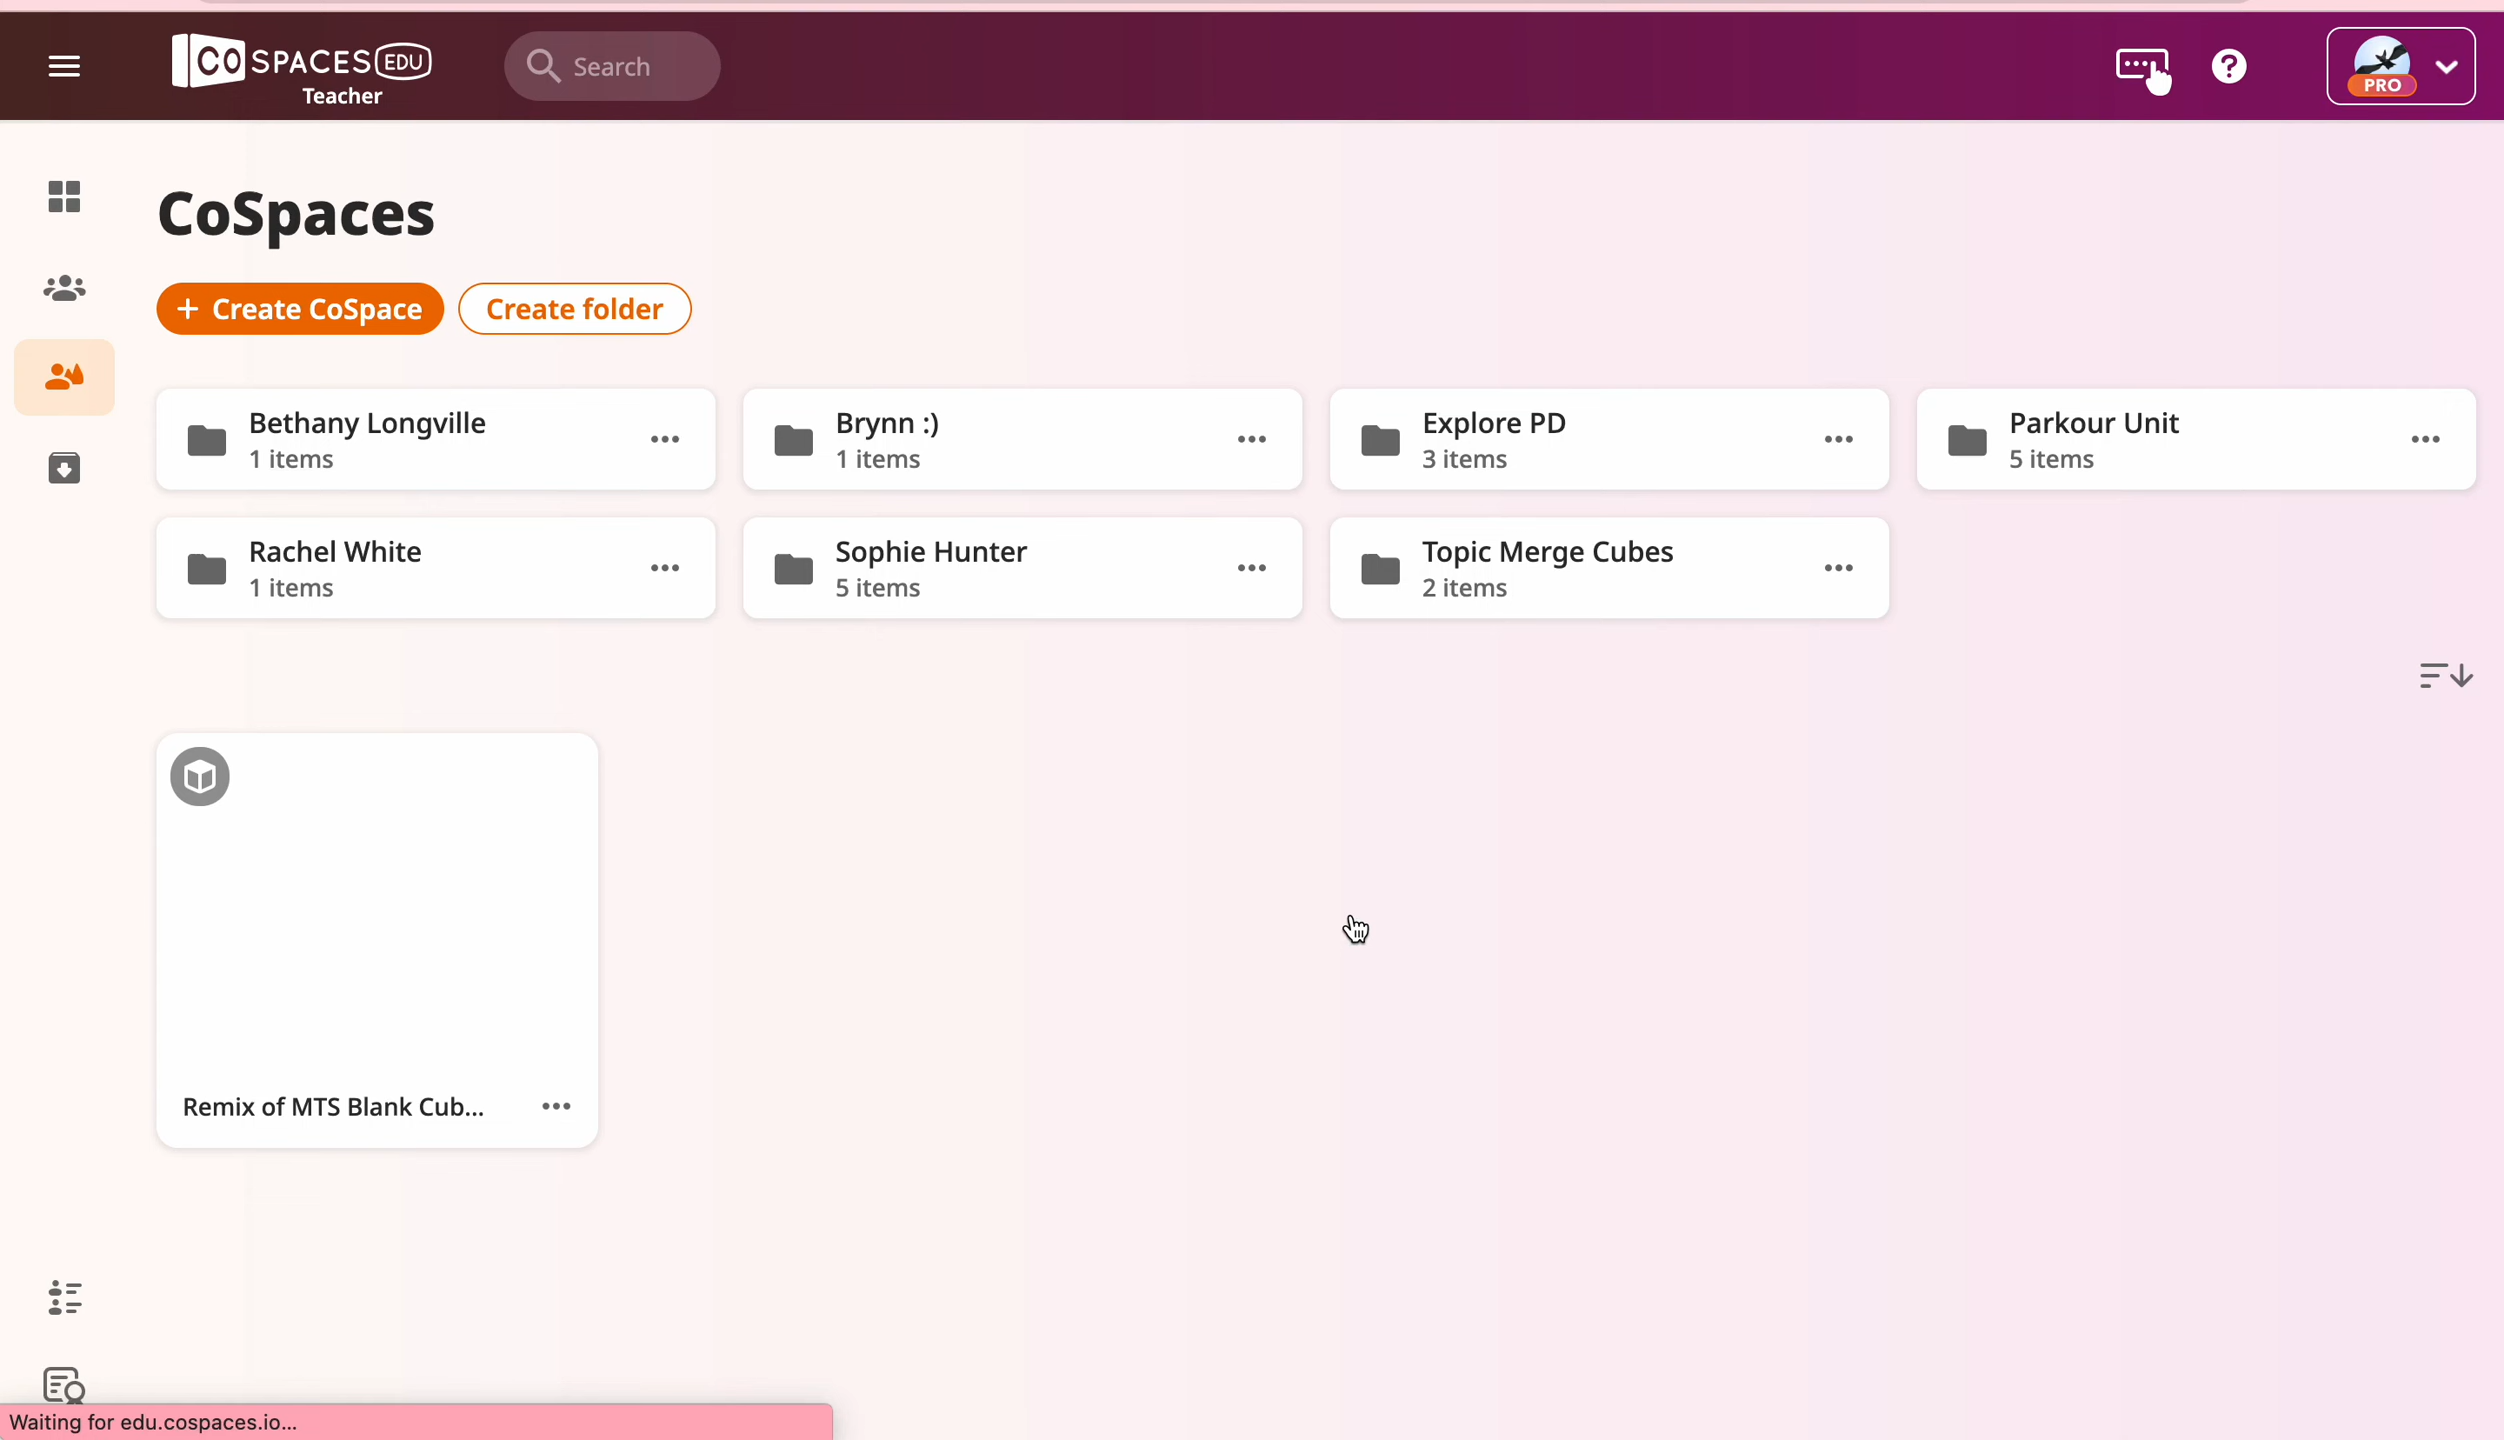 CO SPACES EDU
Teacher
Search
PRO
CoSpaces
+ Create CoSpace
Create folder
Bethany Longville
1 items
Brynn :)
1 items
Explore PD
3 items
Parkour Unit
5 items
Rachel White
1 items
Sophie Hunter
5 items
Topic Merge Cubes
2 items
Remix of MTS Blank Cub...
Waiting for edu.cospaces.io...